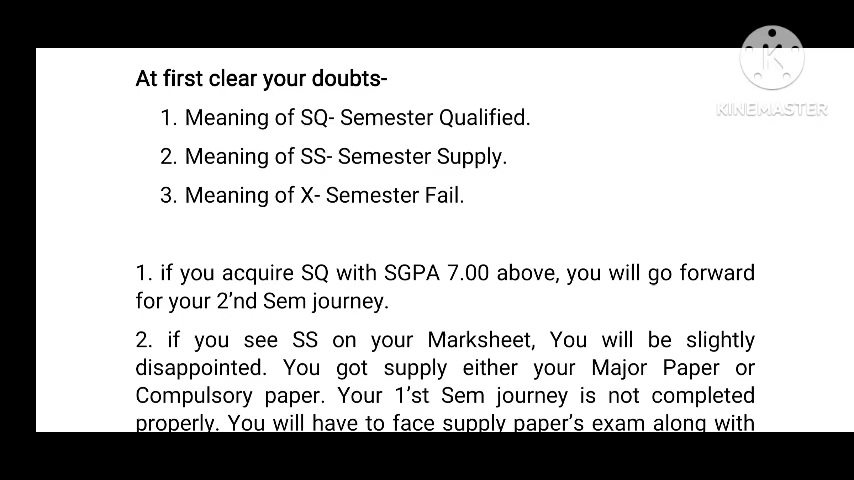 At first clear your doubts-
1. Meaning of SQ- Semester Qualified.
2. Meaning of SS- Semester Supply.
3. Meaning of X- Semester Fail.
1. if you acquire SQ with SGPA 7.00 above, you will go forward
for your 2'nd Sem journey.
2. if you see SS on your Marksheet, You will be slightly
disappointed. You got supply either your Major Paper or
Compulsory paper. Your 1'st Sem journey is not completed
properly. You will have to face supply paper's exam along with
K
KINEMASTER